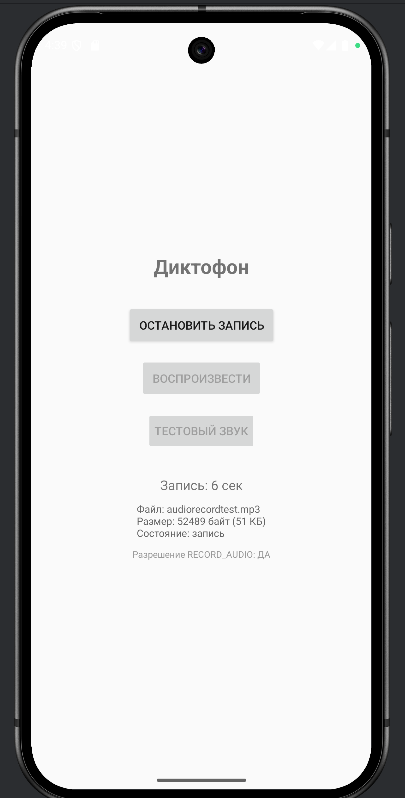 Диктофон
ОСТАНОВИТЬ ЗАПИСЬ
ВОСПРОИЗВЕСТИ
ТЕСТОВЫЙ ЗВУК
Запись: 6 сек
Файл: audiorecordtest.mp3
Размер: 52489 байт (51 КБ)
Состояние: запись
Разрешение RECORD_AUDIO: ДА